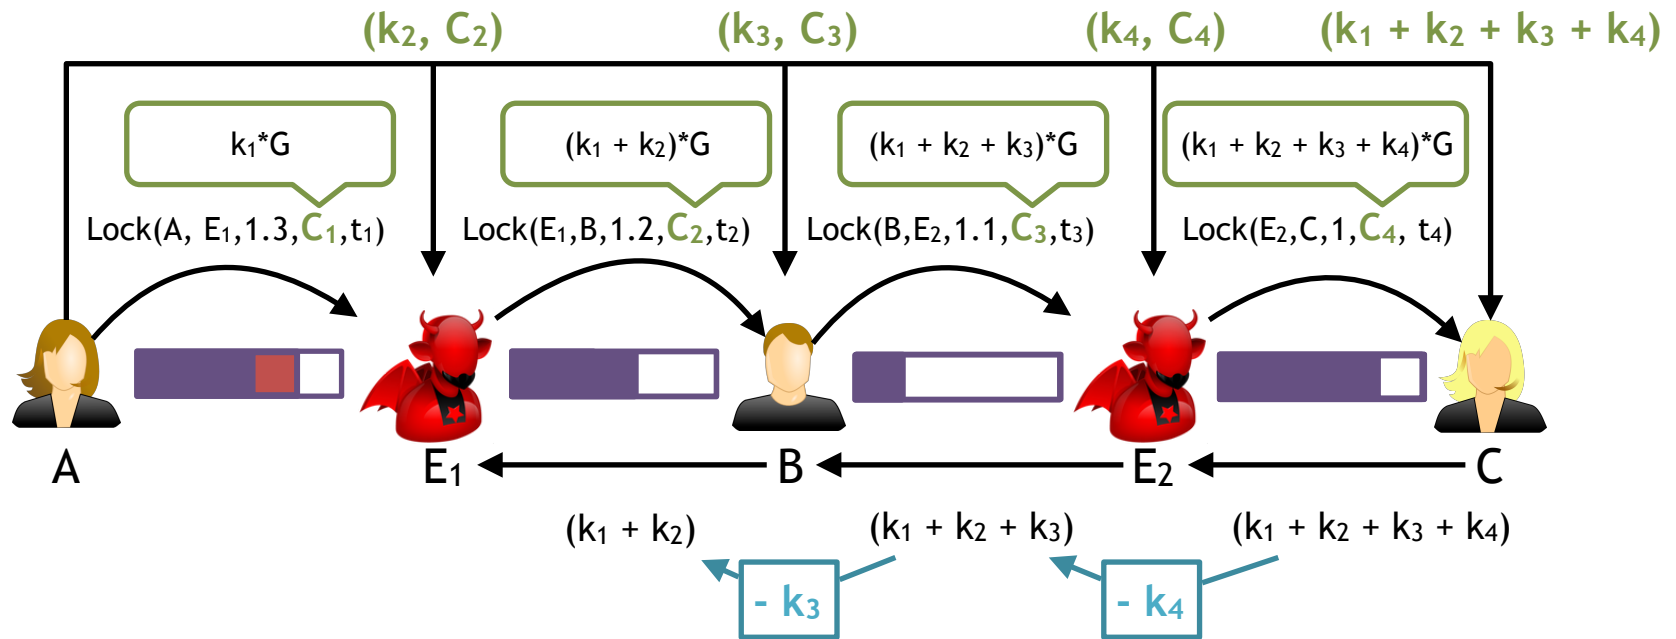 (k₂, C₂) (k₃, C₃) (k₄, C₄) (k₁ + k₂ + k₃ + k₄)
k₁*G (k₁ + k₂)*G (k₁ + k₂ + k₃)*G (k₁ + k₂ + k₃ + k₄)*G
Lock(A, E₁,1.3,C₁,t₁) Lock(E₁,B,1.2,C₂,t₂) Lock(B,E₂,1.1,C₃,t₃) Lock(E₂,C,1,C₄, t₄)
A E₁ B E₂ C
(k₁ + k₂) (k₁ + k₂ + k₃) (k₁ + k₂ + k₃ + k₄)
- k₃ - k₄